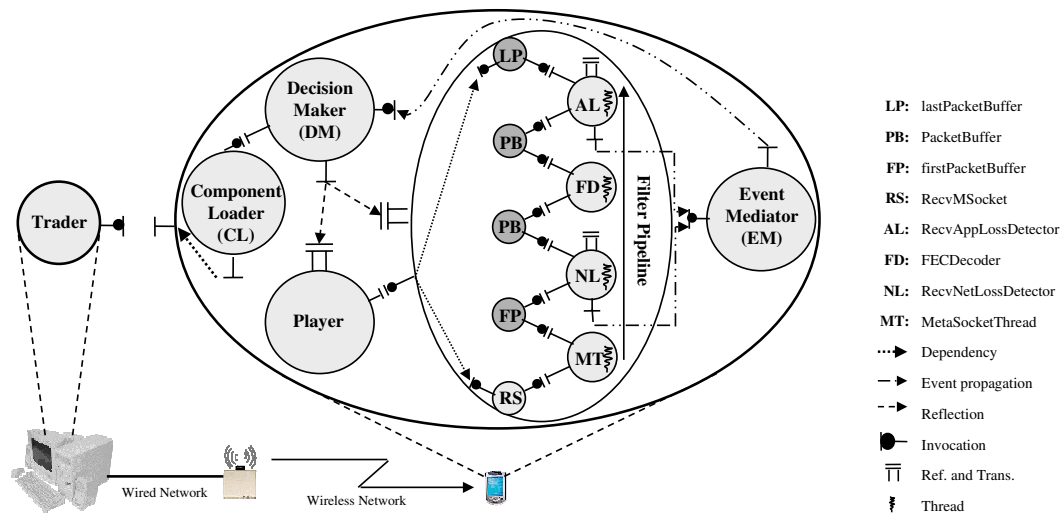 Trader
Decision
Maker
(DM)
Component
Loader
(CL)
Player
LP
AL
PB
FD
PB
NL
FP
MT
RS
Filter Pipeline
Event
Mediator
(EM)
Wired Network
Wireless Network
LP: lastPacketBuffer
PB: PacketBuffer
FP: firstPacketBuffer
RS: RecvMSocket
AL: RecvAppLossDetector
FD: FECDecoder
NL: RecvNetLossDetector
MT: MetaSocketThread
Dependency
Event propagation
Reflection
Invocation
Ref. and Trans.
Thread